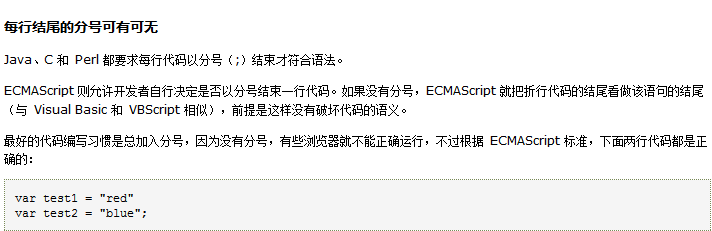 每行结尾的分号可有可无
Java、C 和 Perl 都要求每行代码以分号（;）结束才符合语法。
ECMAScript 则允许开发者自行决定是否以分号结束一行代码。如果没有分号，ECMAScript 就把折行代码的结尾看做该语句的结尾
（与 Visual Basic 和 VBScript 相似），前提是这样没有破坏代码的语义。
最好的代码编写习惯是总加入分号，因为没有分号，有些浏览器就不能正确运行，不过根据 ECMAScript 标准，下面两行代码都是正
确的：
var test1 = "red"
var test2 = "blue";